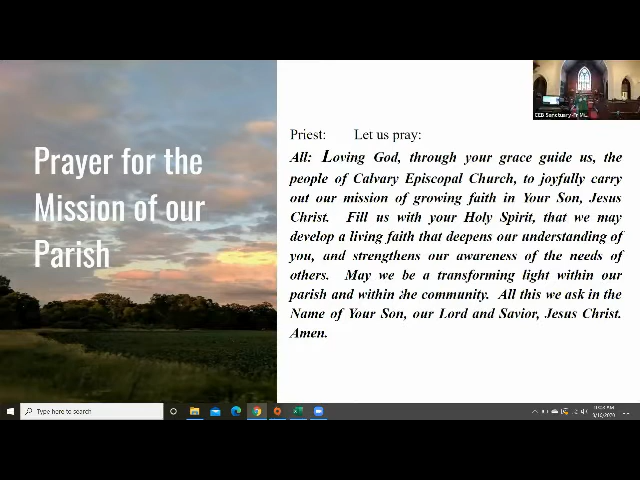 Prayer for the
Mission of our
Parish
Priest: Let us pray:
All: Loving God, through your grace guide us, the
people of Calvary Episcopal Church, to joyfully carry
out our mission of growing faith in Your Son, Jesus
Christ. Fill us with your Holy Spirit, that we may
develop a living faith that deepens our understanding of
you, and strengthens our awareness of the needs of
others. May we be a transforming light within our
parish and within the community. All this we ask in the
Name of Your Son, our Lord and Savior, Jesus Christ.
Amen.
Type here to search